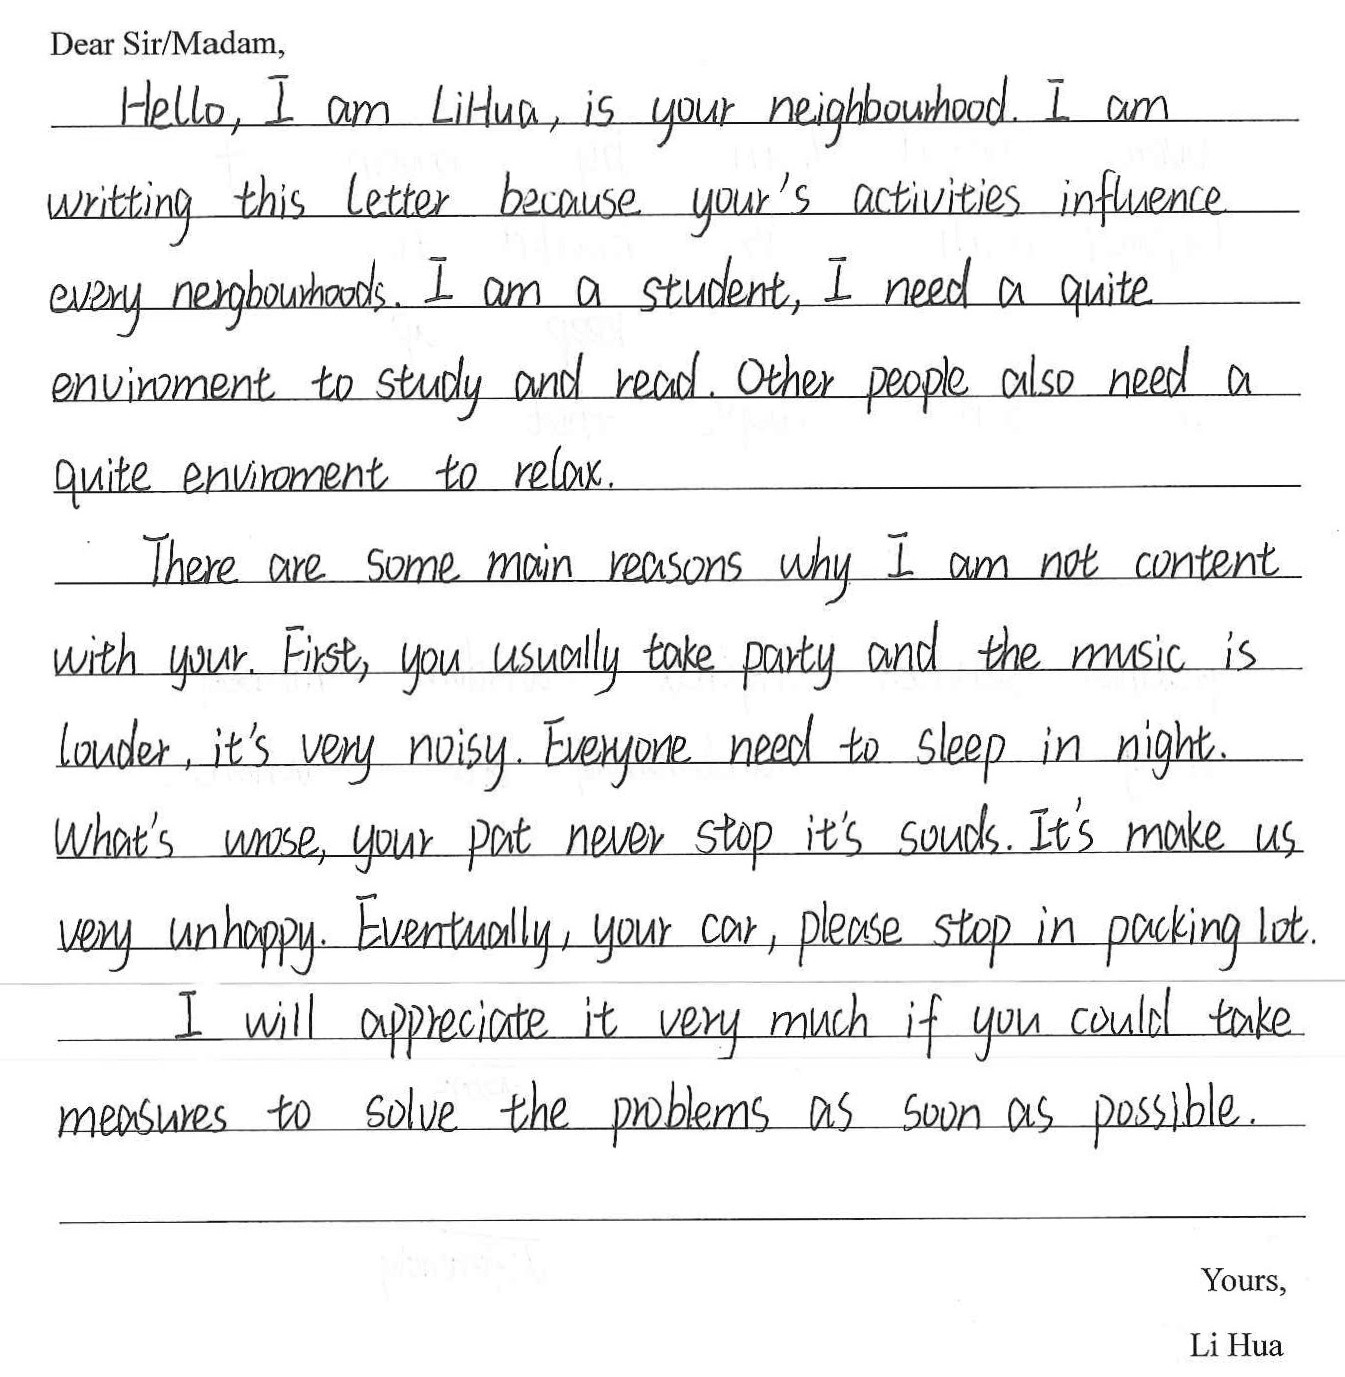 Dear Sir/Madam,
Hello, I am LiHua, is your neighbourhood. I am
writting this letter because your's activities influence
every nergbourhoods. I am a student, I need a quite
enviroment to study and read. Other people also need a
quite enviroment to relax.
There are some main reasons why I am not content
with your. First, you usually take party and the music is
louder, it's very noisy. Everyone need to sleep in night.
What's wrose, your pat never stop it's souds. It's make us
very unhappy. Eventually, your car, please stop in packing lot.
I will appreciate it very much if you could take
measures to solve the problems as soon as possible.
Yours,
Li Hua